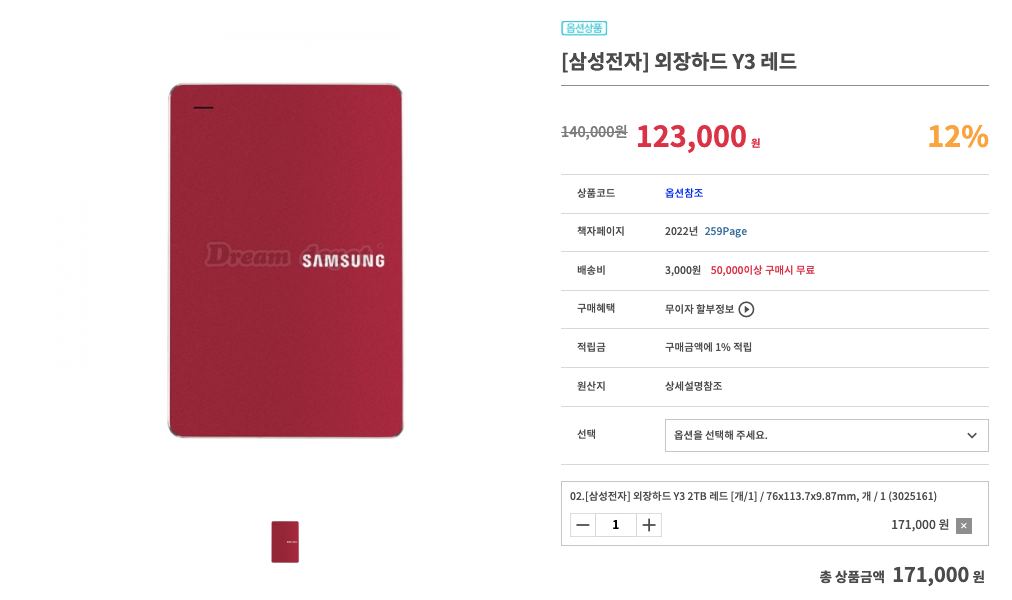 옵션상품
[삼성전자] 외장하드 Y3 레드
140,000원 123,000 원 12%
상품코드 옵션참조
책자페이지 2022년 259Page
배송비 3,000원 50,000이상 구매시 무료
구매혜택 무이자 할부정보
적립금 구매금액에 1% 적립
원산지 상세설명참조
선택 옵션을 선택해 주세요.
Dream
SAMSUNG
02.[삼성전자] 외장하드 Y3 2TB 레드 [개/1] / 76x113.7x9.87mm, 개 / 1 (3025161)
1 171,000 원
총 상품금액 171,000 원